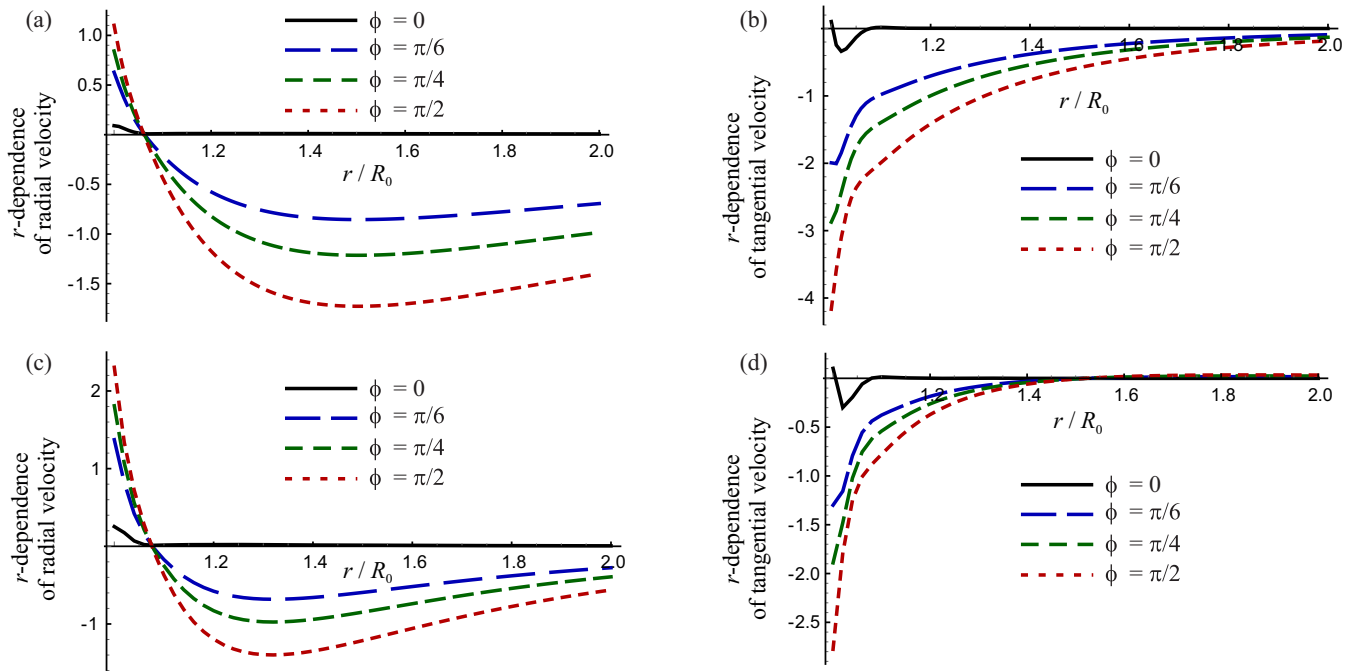 (a)
r-dependence
of radial velocity
1.0
0.5
-0.5
-1.0
-1.5
1.2
1.4
1.6
1.8
2.0
r / R0
ϕ = 0
ϕ = π/6
ϕ = π/4
ϕ = π/2
(b)
r-dependence
of tangential velocity
-1
-2
-3
-4
1.2
1.4
1.6
1.8
2.0
r / R0
ϕ = 0
ϕ = π/6
ϕ = π/4
ϕ = π/2
(c)
r-dependence
of radial velocity
2
1
-1
1.2
1.4
1.6
1.8
2.0
r / R0
ϕ = 0
ϕ = π/6
ϕ = π/4
ϕ = π/2
(d)
r-dependence
of tangential velocity
-0.5
-1.0
-1.5
-2.0
-2.5
1.2
1.4
1.6
1.8
2.0
r / R0
ϕ = 0
ϕ = π/6
ϕ = π/4
ϕ = π/2